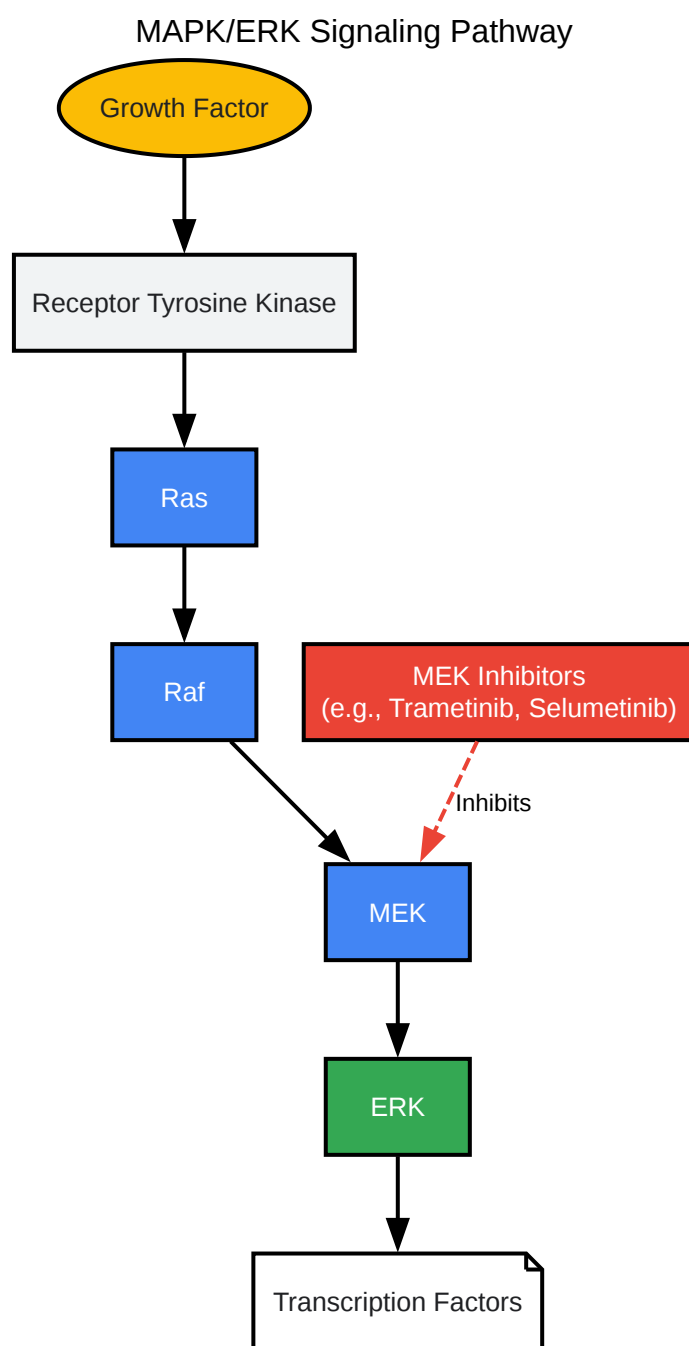 MAPK/ERK Signaling Pathway
Growth Factor
Receptor Tyrosine Kinase
Ras
Raf
MEK Inhibitors
(e.g., Trametinib, Selumetinib)
Inhibits
MEK
ERK
Transcription Factors